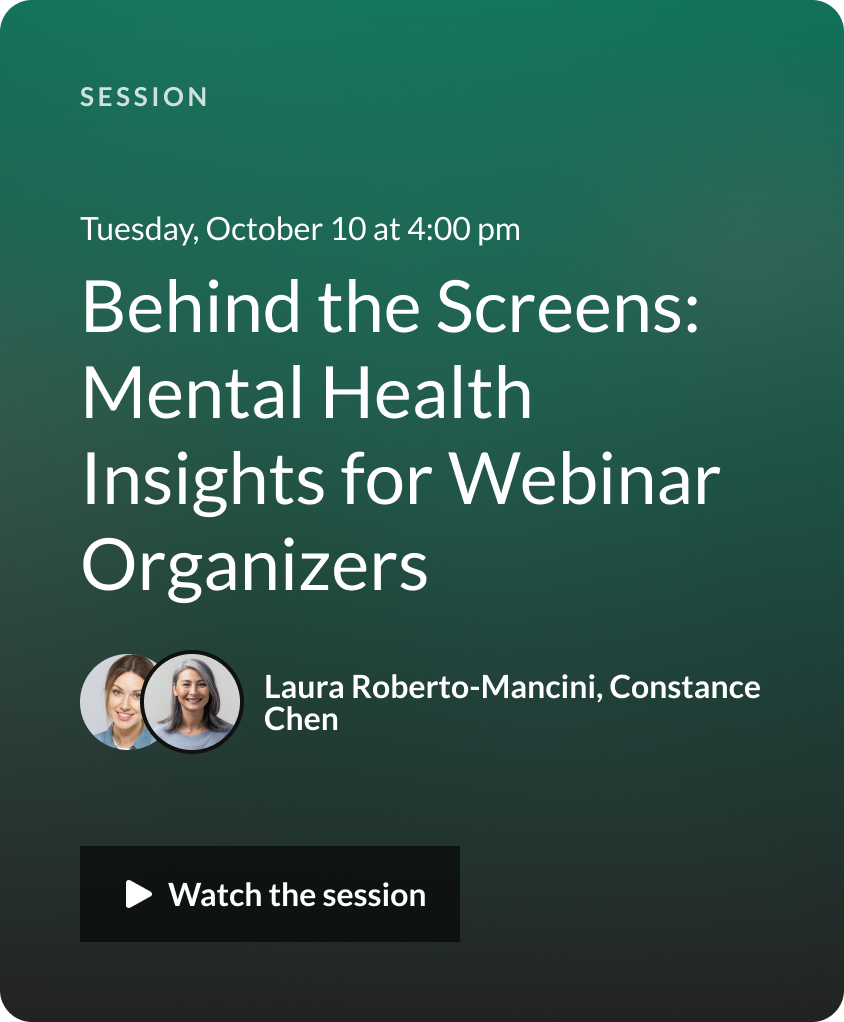 SESSION
Tuesday, October 10 at 4:00 pm
Behind the Screens:
Mental Health
Insights for Webinar
Organizers
Laura Roberto-Mancini, Constance
Chen
Watch the session